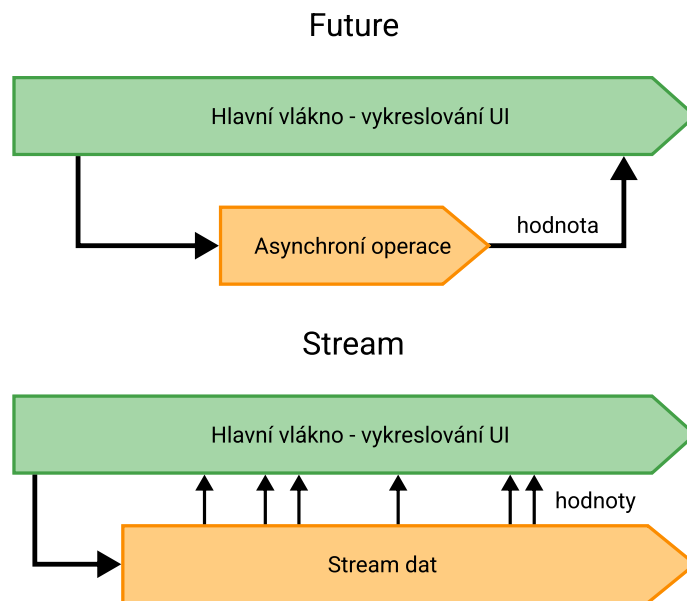 Future
Hlavní vlákno - vykreslování UI
Asynchroní operace
hodnota
Stream
Hlavní vlákno - vykreslování UI
hodnoty
Stream dat